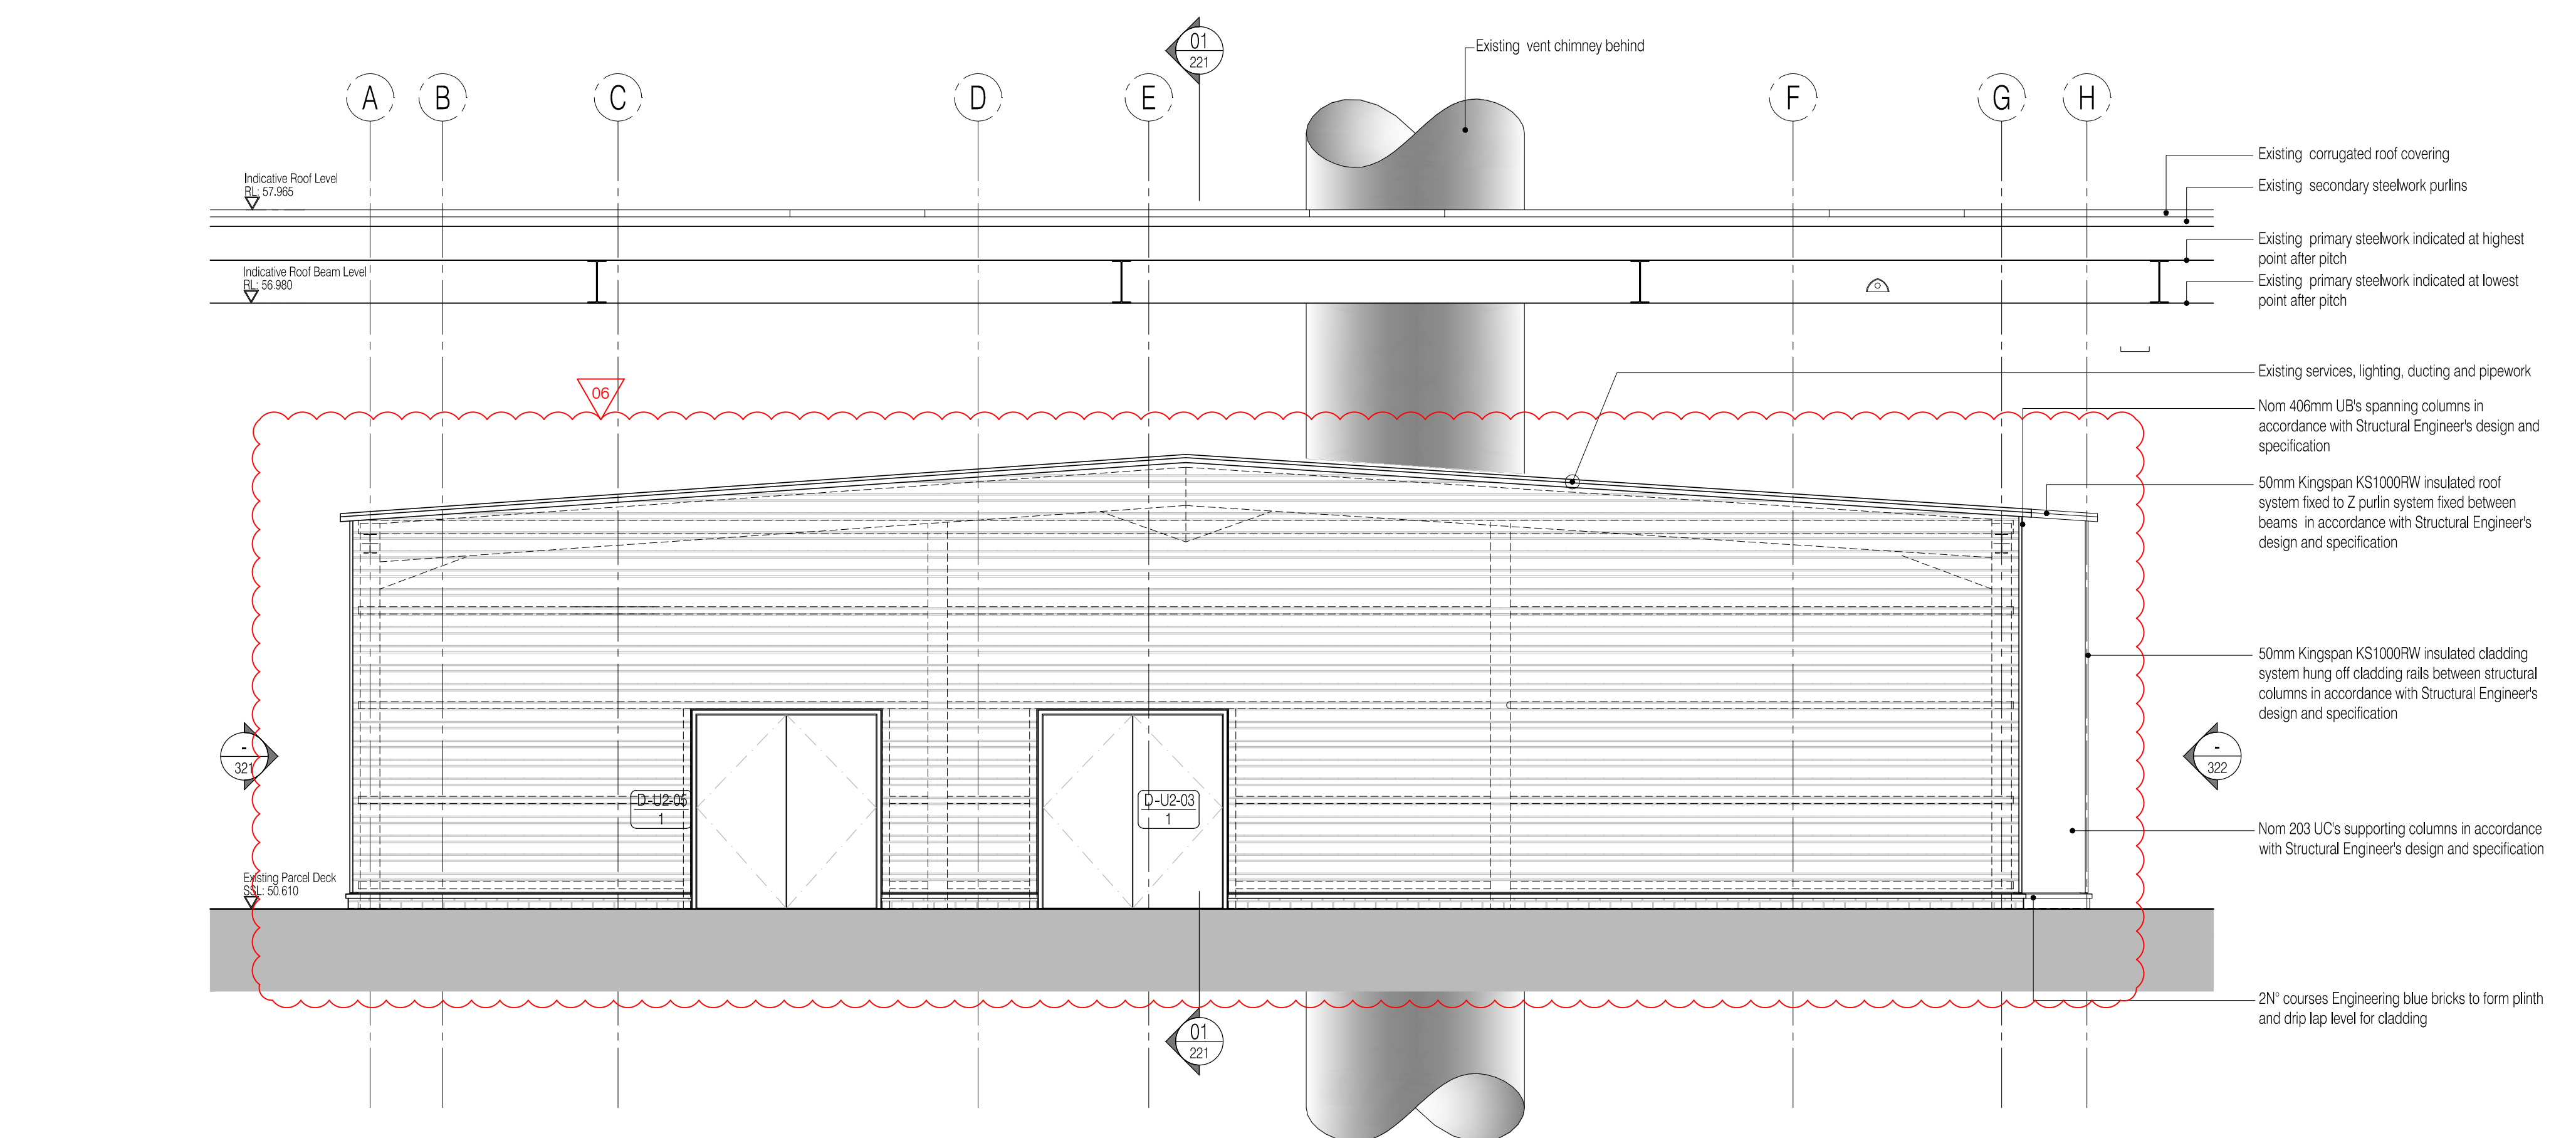 01
221
Existing  vent chimney behind
A
B
C
D
E
F
G
H
Existing  corrugated roof covering
Indicative Roof Level
RL: 57.965
Existing  secondary steelwork purlins
Existing  primary steelwork indicated at highest
point after pitch
Indicative Roof Beam Level
RL: 56.980
Existing  primary steelwork indicated at lowest
point after pitch
Existing services, lighting, ducting and pipework
06
Nom 406mm UB's spanning columns in
accordance with Structural Engineer's design and
specification
50mm Kingspan KS1000RW insulated roof
system fixed to Z purlin system fixed between
beams  in accordance with Structural Engineer's
design and specification
50mm Kingspan KS1000RW insulated cladding
system hung off cladding rails between structural
columns in accordance with Structural Engineer's
design and specification
-
321
-
322
D-U2-05
1
D-U2-03
1
Nom 203 UC's supporting columns in accordance
with Structural Engineer's design and specification
Existing Parcel Deck
SSL: 50.610
2N° courses Engineering blue bricks to form plinth
and drip lap level for cladding
01
221